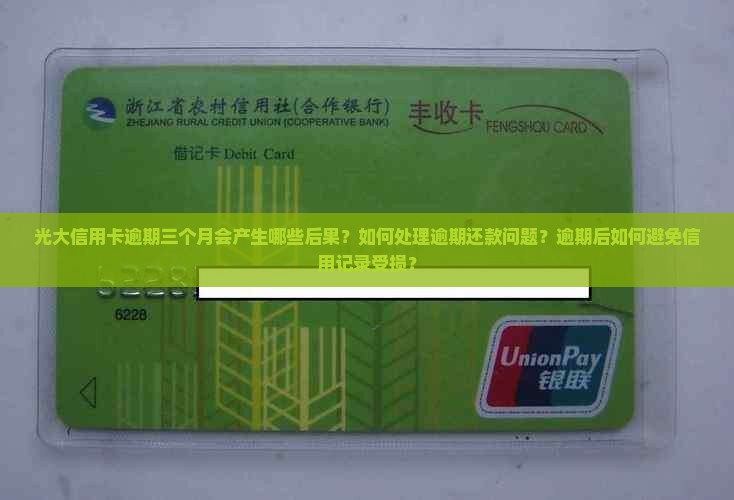 浙江省农村信用社(合作银行)
ZHEJIANG RURAL CREDIT UNION (COOPERATIVE BANK)
丰收卡
FENGSHOU CARD
借记卡 Debit Card
光大信用卡逾期三个月会产生哪些后果？如何处理逾期还款问题？逾期后如何避免信
用记录受损？
6228
6228
UnionPay
银联